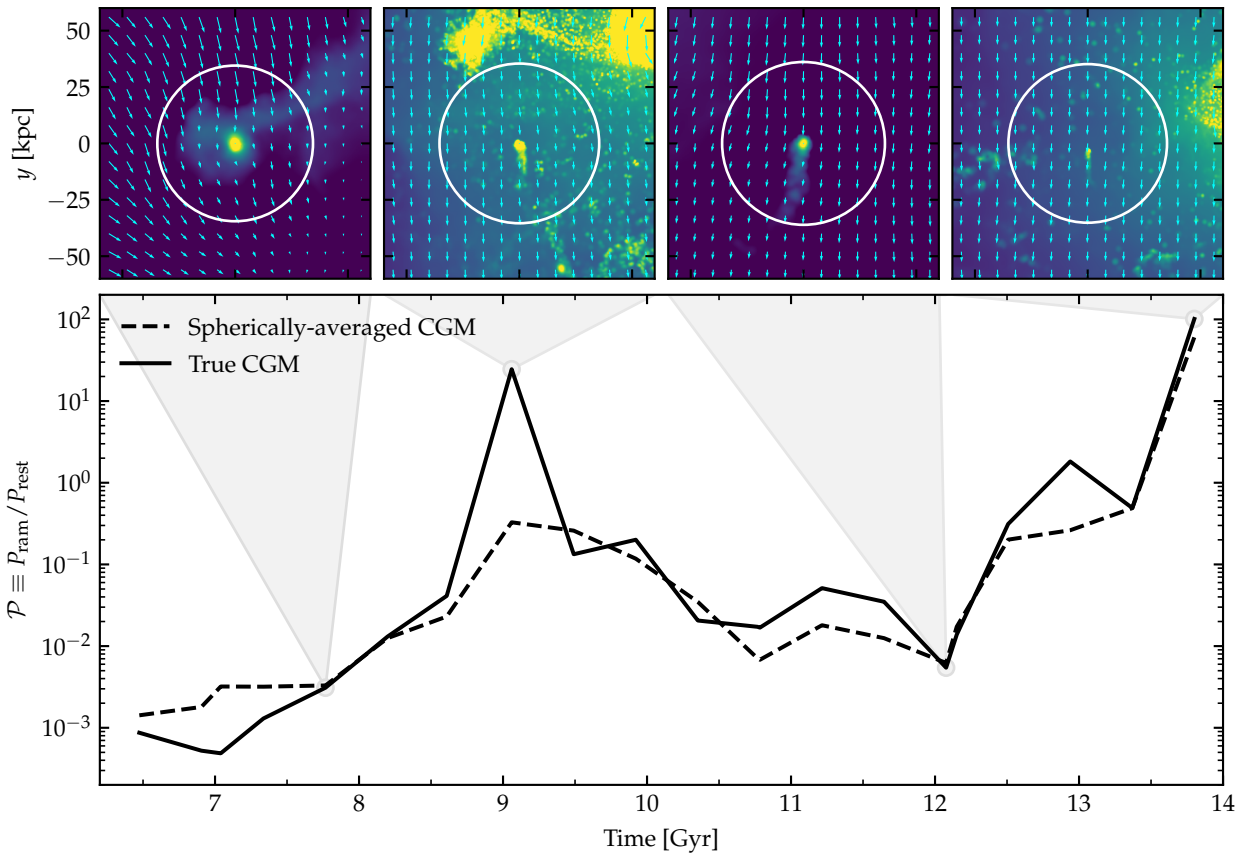 y [kpc]
50
25
0
−25
−50
Spherically-averaged CGM
True CGM
𝒫 ≡ P_ram / P_rest
10²
10¹
10⁰
10⁻¹
10⁻²
10⁻³
7 8 9 10 11 12 13 14
Time [Gyr]